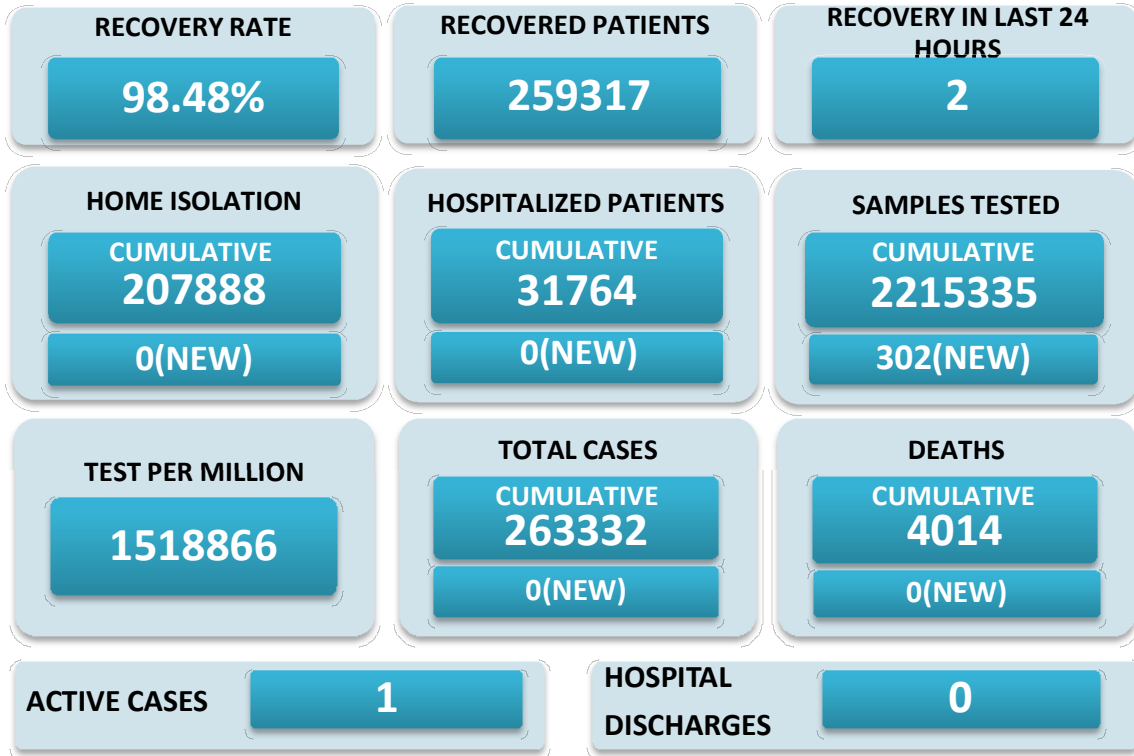 RECOVERY RATE
98.48%
RECOVERED PATIENTS
259317
RECOVERY IN LAST 24
HOURS
2
HOME ISOLATION
CUMULATIVE
207888
0(NEW)
HOSPITALIZED PATIENTS
CUMULATIVE
31764
0(NEW)
SAMPLES TESTED
CUMULATIVE
2215335
302(NEW)
TEST PER MILLION
1518866
TOTAL CASES
CUMULATIVE
263332
0(NEW)
DEATHS
CUMULATIVE
4014
0(NEW)
ACTIVE CASES
1
HOSPITAL
DISCHARGES
0